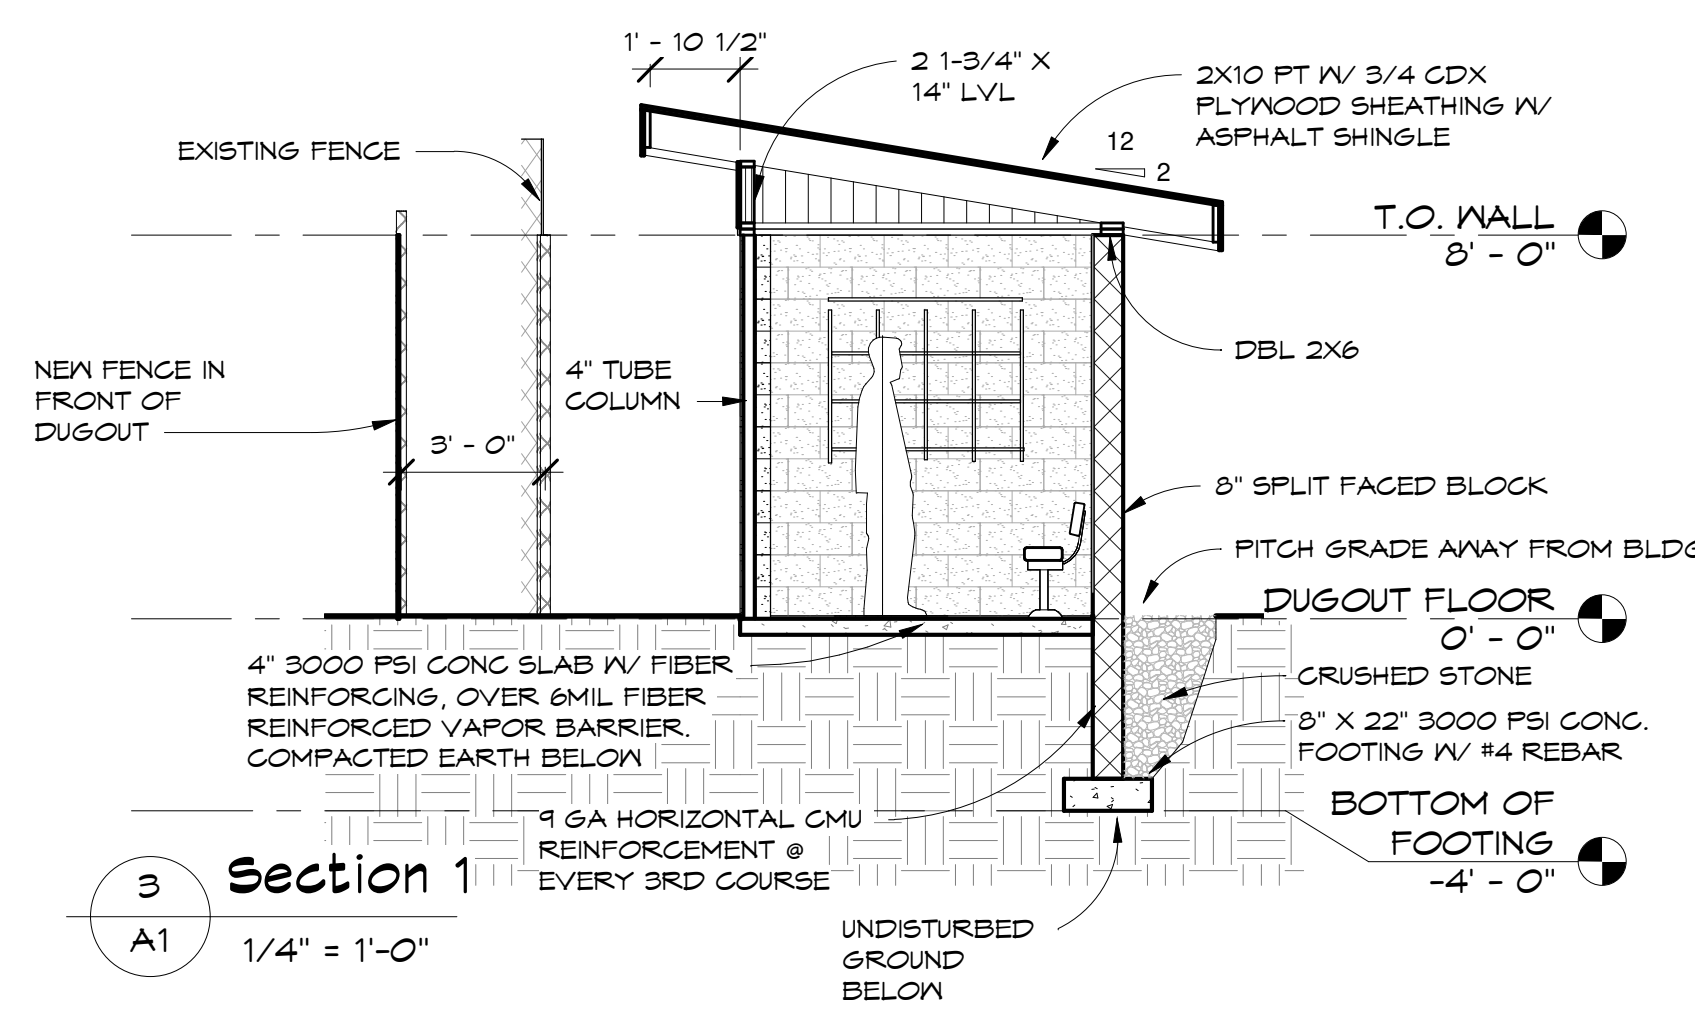 1' - 10 1/2"
2 1-3/4" X
14" LVL
2X10 PT W/ 3/4 CDX
PLYWOOD SHEATHING W/
ASPHALT SHINGLE
12
2
EXISTING FENCE
T.O. WALL
8' - 0"
DBL 2X6
NEW FENCE IN
FRONT OF
DUGOUT
4" TUBE
COLUMN
3' - 0"
8" SPLIT FACED BLOCK
PITCH GRADE AWAY FROM BLDG
DUGOUT FLOOR
0' - 0"
4" 3000 PSI CONC SLAB W/ FIBER
REINFORCING, OVER 6MIL FIBER
REINFORCED VAPOR BARRIER.
COMPACTED EARTH BELOW
CRUSHED STONE
8" X 22" 3000 PSI CONC.
FOOTING W/ #4 REBAR
9 GA HORIZONTAL CMU
REINFORCEMENT @
EVERY 3RD COURSE
BOTTOM OF
FOOTING
-4' - 0"
3
A1
Section 1
1/4" = 1'-0"
UNDISTURBED
GROUND
BELOW